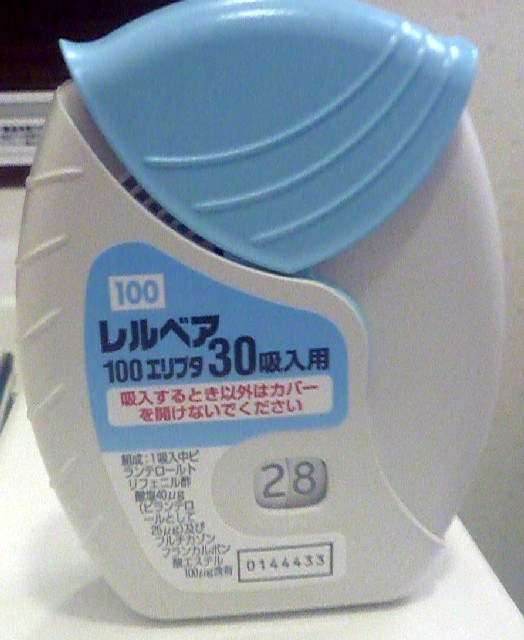 100
レルベア
100エリプタ30吸入用
吸入するとき以外はカバー
を開けないでください
組成:1吸入中ビ
ランテロールト
リフェニル酢
酸塩40μg
(ビランテロ
ールとして
25μg)及び
フルチカゾン
フランカルボン
酸エステル
100μg含有
28
0144433